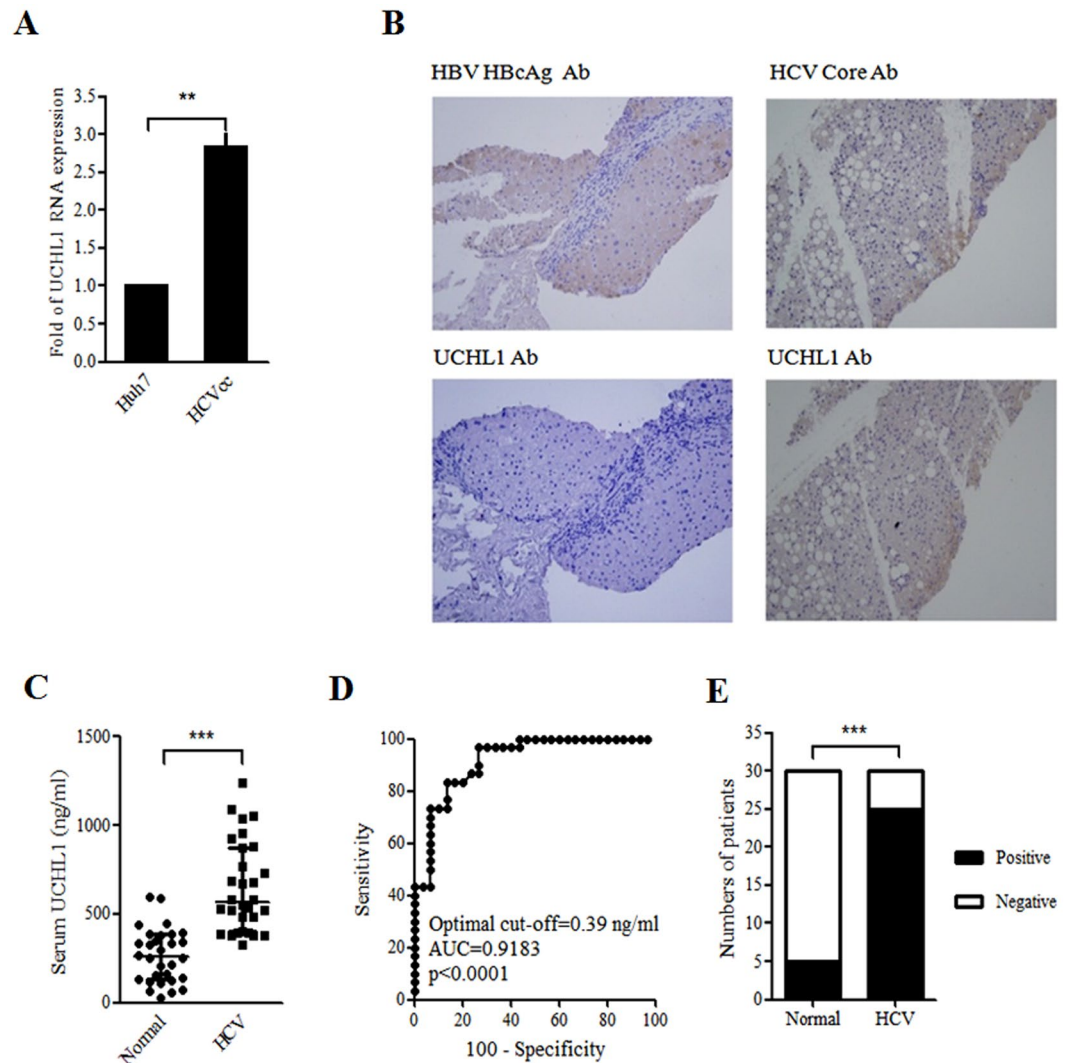 A
Fold of UCHL1 RNA expression
3.5
3.0
2.5
2.0
1.5
1.0
0.5
0.0
**
Huh7
HCVcc
B
HBV HBcAg Ab
HCV Core Ab
UCHL1 Ab
UCHL1 Ab
C
Serum UCHL1 (ng/ml)
1500
1000
500
0
***
Normal
HCV
D
Sensitivity
100
80
60
40
20
0
Optimal cut-off=0.39 ng/ml
AUC=0.9183
p<0.0001
0 20 40 60 80 100
100 - Specificity
E
Numbers of patients
35
30
25
20
15
10
5
0
***
Normal
HCV
Positive
Negative